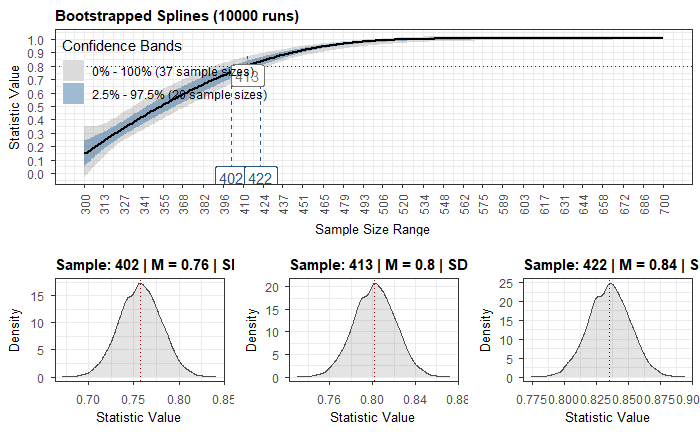 Bootstrapped Splines (10000 runs)
Confidence Bands
0% - 100% (37 sample sizes)
2.5% - 97.5% (20 sample sizes)
Statistic Value
1.0
0.9
0.8
0.7
0.6
0.5
0.4
0.3
0.2
0.1
0.0
413
402 422
300 313 327 341 355 368 382 396 410 424 437 451 465 479 493 506 520 534 548 562 575 589 603 617 631 644 658 672 686 700
Sample Size Range
Sample: 402 | M = 0.76 | SI
Density
15
10
5
0
0.70 0.75 0.80 0.85
Statistic Value
Sample: 413 | M = 0.8 | SD
Density
20
15
10
5
0
0.76 0.80 0.84 0.88
Statistic Value
Sample: 422 | M = 0.84 | S
Density
25
20
15
10
5
0
0.775 0.800 0.825 0.850 0.875 0.90
Statistic Value